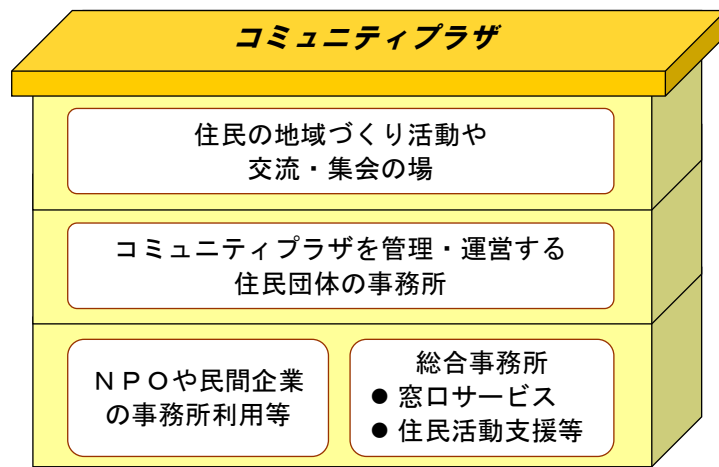 コミュニティプラザ
住民の地域づくり活動や
交流・集会の場
コミュニティプラザを管理・運営する
住民団体の事務所
ＮＰＯや民間企業
の事務所利用等
総合事務所
● 窓口サービス
● 住民活動支援等